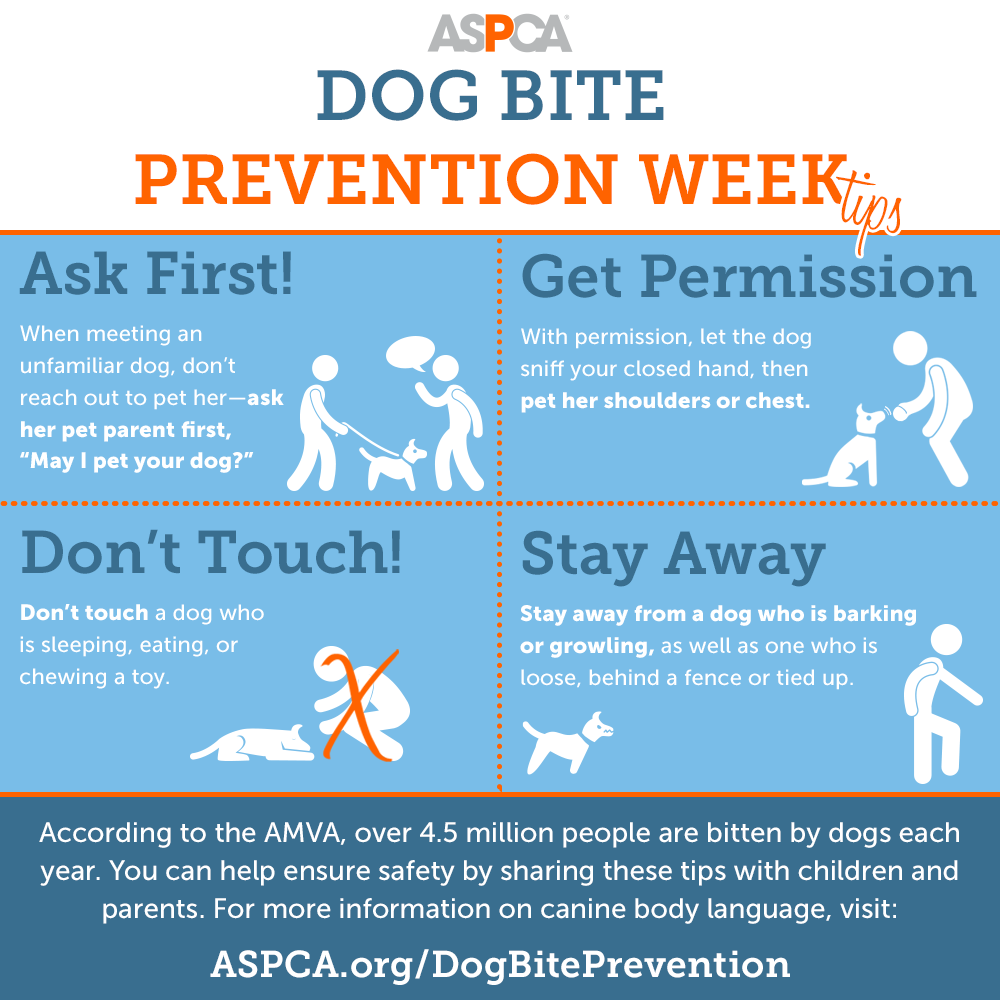 ASPCA®
DOG BITE
PREVENTION WEEK
tips
Ask First!
When meeting an
unfamiliar dog, don’t
reach out to pet her—ask
her pet parent first,
“May I pet your dog?”
Get Permission
With permission, let the dog
sniff your closed hand, then
pet her shoulders or chest.
Don’t Touch!
Don’t touch a dog who
is sleeping, eating, or
chewing a toy.
Stay Away
Stay away from a dog who is barking
or growling, as well as one who is
loose, behind a fence or tied up.
According to the AMVA, over 4.5 million people are bitten by dogs each
year. You can help ensure safety by sharing these tips with children and
parents. For more information on canine body language, visit:
ASPCA.org/DogBitePrevention